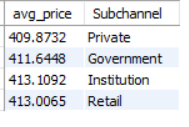 avg_price Subchannel
409.8732 Private
411.6448 Government
413.1092 Institution
413.0065 Retail